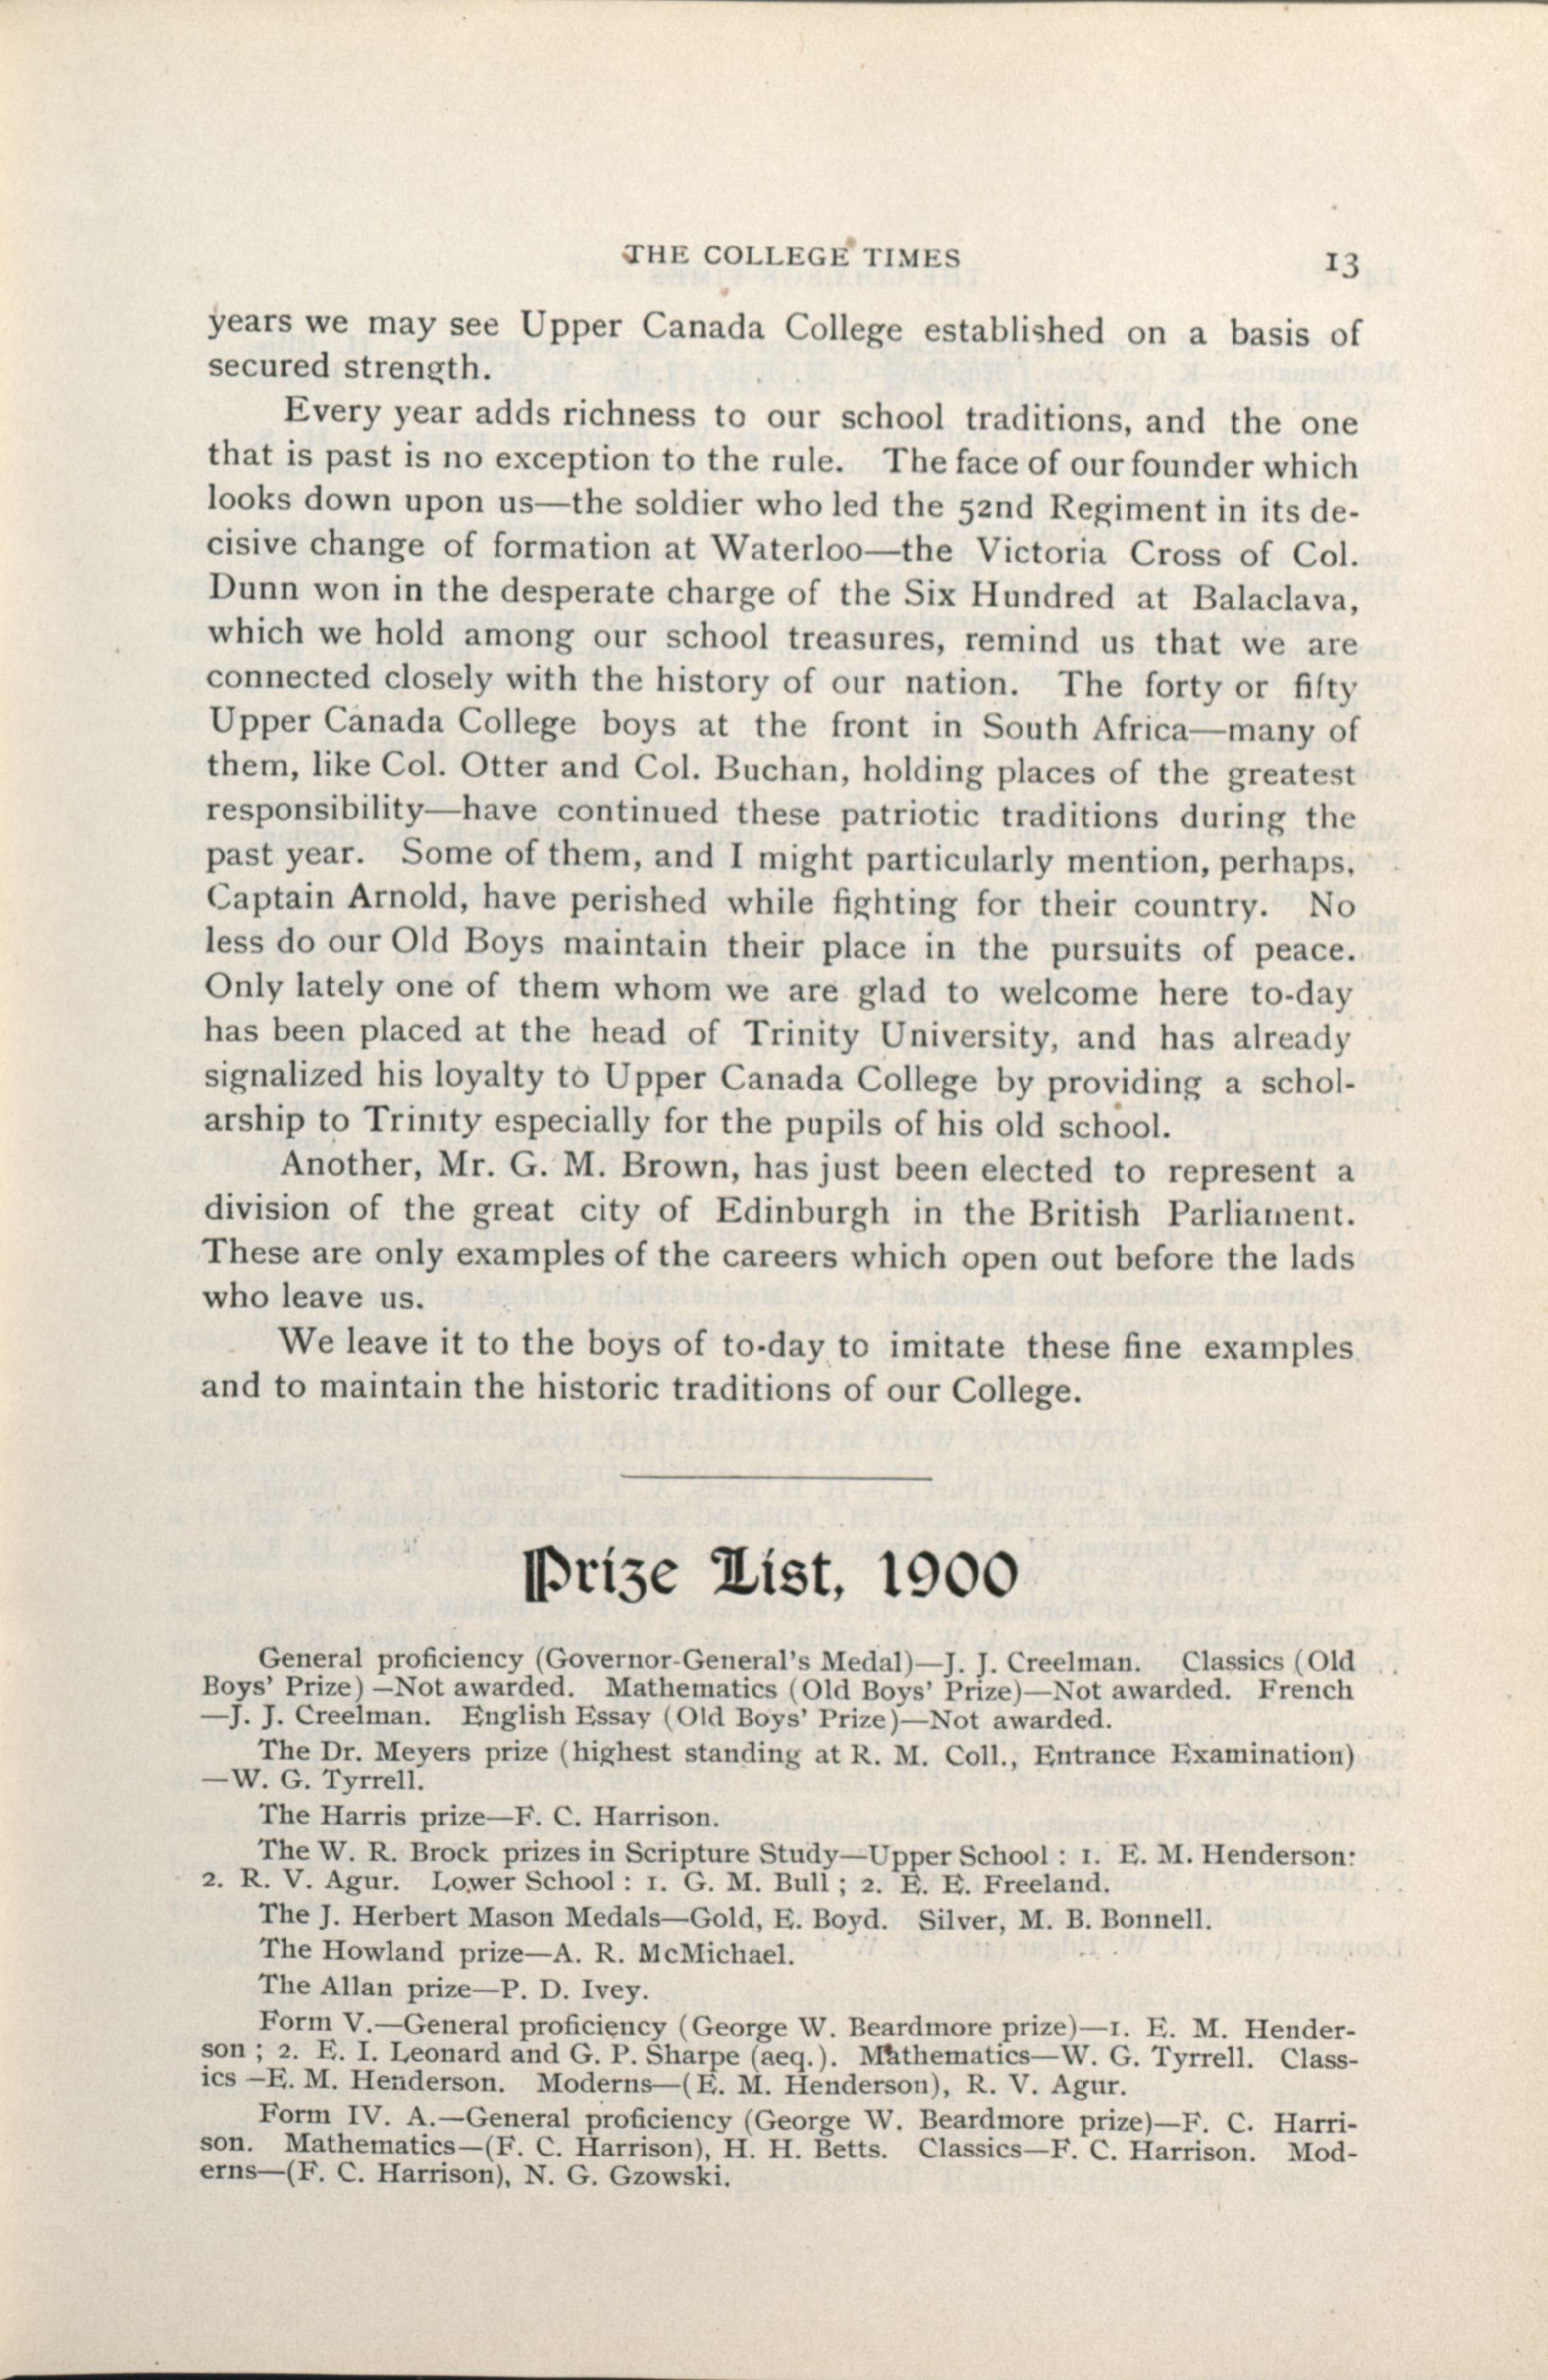 THE COLLEGE TIMES 13
years we may see Upper Canada College established on a basis of
secured strength.
Every year adds richness to our school traditions, and the one
that is past is no exception to the rule. The face of our founder which
looks down upon us—the soldier who led the 52nd Regiment in its de-
cisive change of formation at Waterloo—the Victoria Cross of Col.
Dunn won in the desperate charge of the Six Hundred at Balaclava,
which we hold among our school treasures, remind us that we are
connected closely with the history of our nation. The forty or fifty
Upper Canada College boys at the front in South Africa—many of
them, like Col. Otter and Col. Buchan, holding places of the greatest
responsibility—have continued these patriotic traditions during the
past year. Some of them, and I might particularly mention, perhaps,
Captain Arnold, have perished while fighting for their country. No
less do our Old Boys maintain their place in the pursuits of peace.
Only lately one of them whom we are glad to welcome here to-day
has been placed at the head of Trinity University, and has already
signalized his loyalty to Upper Canada College by providing a schol-
arship to Trinity especially for the pupils of his old school.
Another, Mr. G. M. Brown, has just been elected to represent a
division of the great city of Edinburgh in the British Parliament.
These are only examples of the careers which open out before the lads
who leave us.
We leave it to the boys of to-day to imitate these fine examples
and to maintain the historic traditions of our College.
Prize List, 1900
General proficiency (Governor-General's Medal)—J. J. Creelman. Classics (Old
Boys' Prize)—Not awarded. Mathematics (Old Boys' Prize)—Not awarded. French
—J. J. Creelman. English Essay (Old Boys' Prize)—Not awarded.
The Dr. Meyers prize (highest standing at R. M. Coll., Entrance Examination)
—W. G. Tyrrell.
The Harris prize—F. C. Harrison.
The W. R. Brock prizes in Scripture Study—Upper School : 1. E. M. Henderson:
2. R. V. Agur. Lower School : 1. G. M. Bull ; 2. E. E. Freeland.
The J. Herbert Mason Medals—Gold, E. Boyd. Silver, M. B. Bonnell.
The Howland prize—A. R. McMichael.
The Allan prize—P. D. Ivey.
Form V.—General proficiency (George W. Beardmore prize)—1. E. M. Hender-
son ; 2. E. I. Leonard and G. P. Sharpe (aeq.). Mathematics—W. G. Tyrrell. Class-
ics—E. M. Henderson. Moderns—(E. M. Henderson), R. V. Agur.
Form IV. A.—General proficiency (George W. Beardmore prize)—F. C. Harri-
son. Mathematics—(F. C. Harrison), H. H. Betts. Classics—F. C. Harrison. Mod-
erns—(F. C. Harrison), N. G. Gzowski.